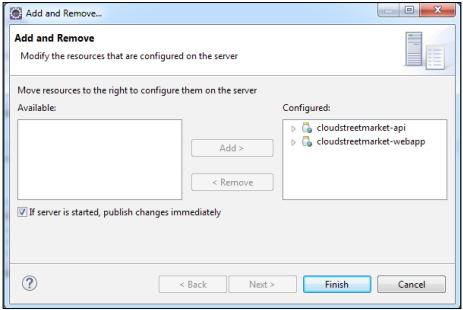 Add and Remove...
Add and Remove
Modify the resources that are configured on the server
Move resources to the right to configure them on the server
Available:
Configured:
cloudstreetmarket-api
cloudstreetmarket-webapp
Add >
< Remove
If server is started, publish changes immediately
?
< Back
Next >
Finish
Cancel